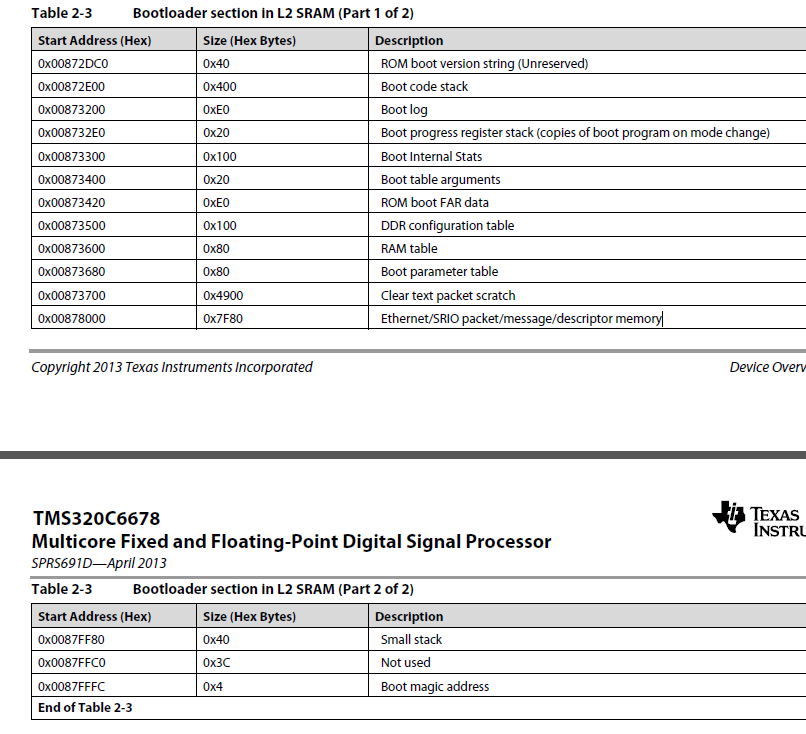 Table 2-3 Bootloader section in L2 SRAM (Part 1 of 2)
Start Address (Hex) Size (Hex Bytes) Description
0x00872DC0 0x40 ROM boot version string (Unreserved)
0x00872E00 0x400 Boot code stack
0x00873200 0xE0 Boot log
0x008732E0 0x20 Boot progress register stack (copies of boot program on mode change)
0x00873300 0x100 Boot Internal Stats
0x00873400 0x20 Boot table arguments
0x00873420 0xE0 ROM boot FAR data
0x00873500 0x100 DDR configuration table
0x00873600 0x80 RAM table
0x00873680 0x80 Boot parameter table
0x00873700 0x4900 Clear text packet scratch
0x00878000 0x7F80 Ethernet/SRIO packet/message/descriptor memory
Copyright 2013 Texas Instruments Incorporated Device Overv
TMS320C6678
Multicore Fixed and Floating-Point Digital Signal Processor
TEXAS
INSTRU
SPRS691D—April 2013
Table 2-3 Bootloader section in L2 SRAM (Part 2 of 2)
Start Address (Hex) Size (Hex Bytes) Description
0x0087FF80 0x40 Small stack
0x0087FFC0 0x3C Not used
0x0087FFFC 0x4 Boot magic address
End of Table 2-3